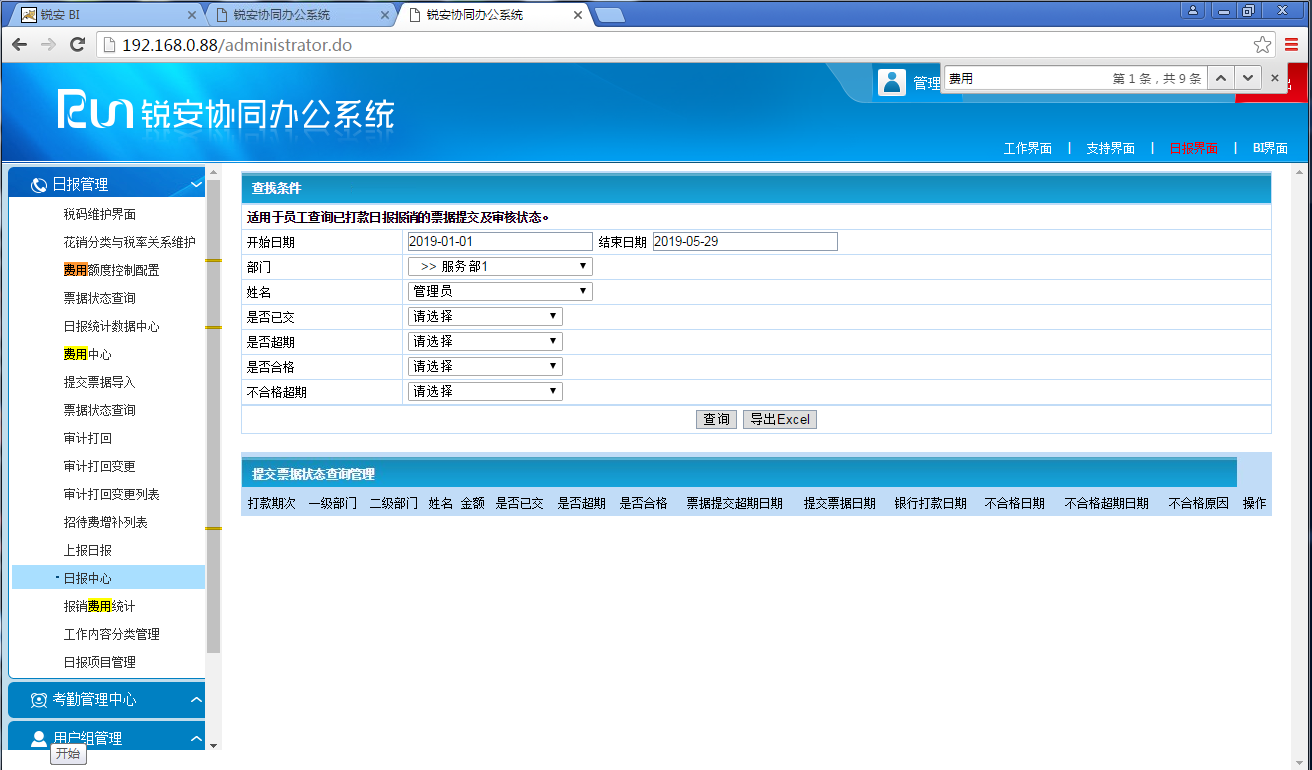 锐安 BI
锐安协同办公系统
锐安协同办公系统
192.168.0.88/administrator.do
管理
费用
第 1 条，共 9 条
Run 锐安协同办公系统
工作界面 | 支持界面 | 日报界面 | BI界面
日报管理
税码维护界面
花销分类与税率关系维护
费用额度控制配置
票据状态查询
日报统计数据中心
费用中心
提交票据导入
票据状态查询
审计打回
审计打回变更
审计打回变更列表
招待费增补列表
上报日报
日报中心
报销费用统计
工作内容分类管理
日报项目管理
考勤管理中心
用户组管理
开始
查找条件
适用于员工查询已打款日报报销的票据提交及审核状态。
开始日期 2019-01-01 结束日期 2019-05-29
部门 >> 服务部1
姓名 管理员
是否已交 请选择
是否超期 请选择
是否合格 请选择
不合格超期 请选择
查询 导出Excel
提交票据状态查询管理
打款期次 一级部门 二级部门 姓名 金额 是否已交 是否超期 是否合格 票据提交超期日期 提交票据日期 银行打款日期 不合格日期 不合格超期日期 不合格原因 操作